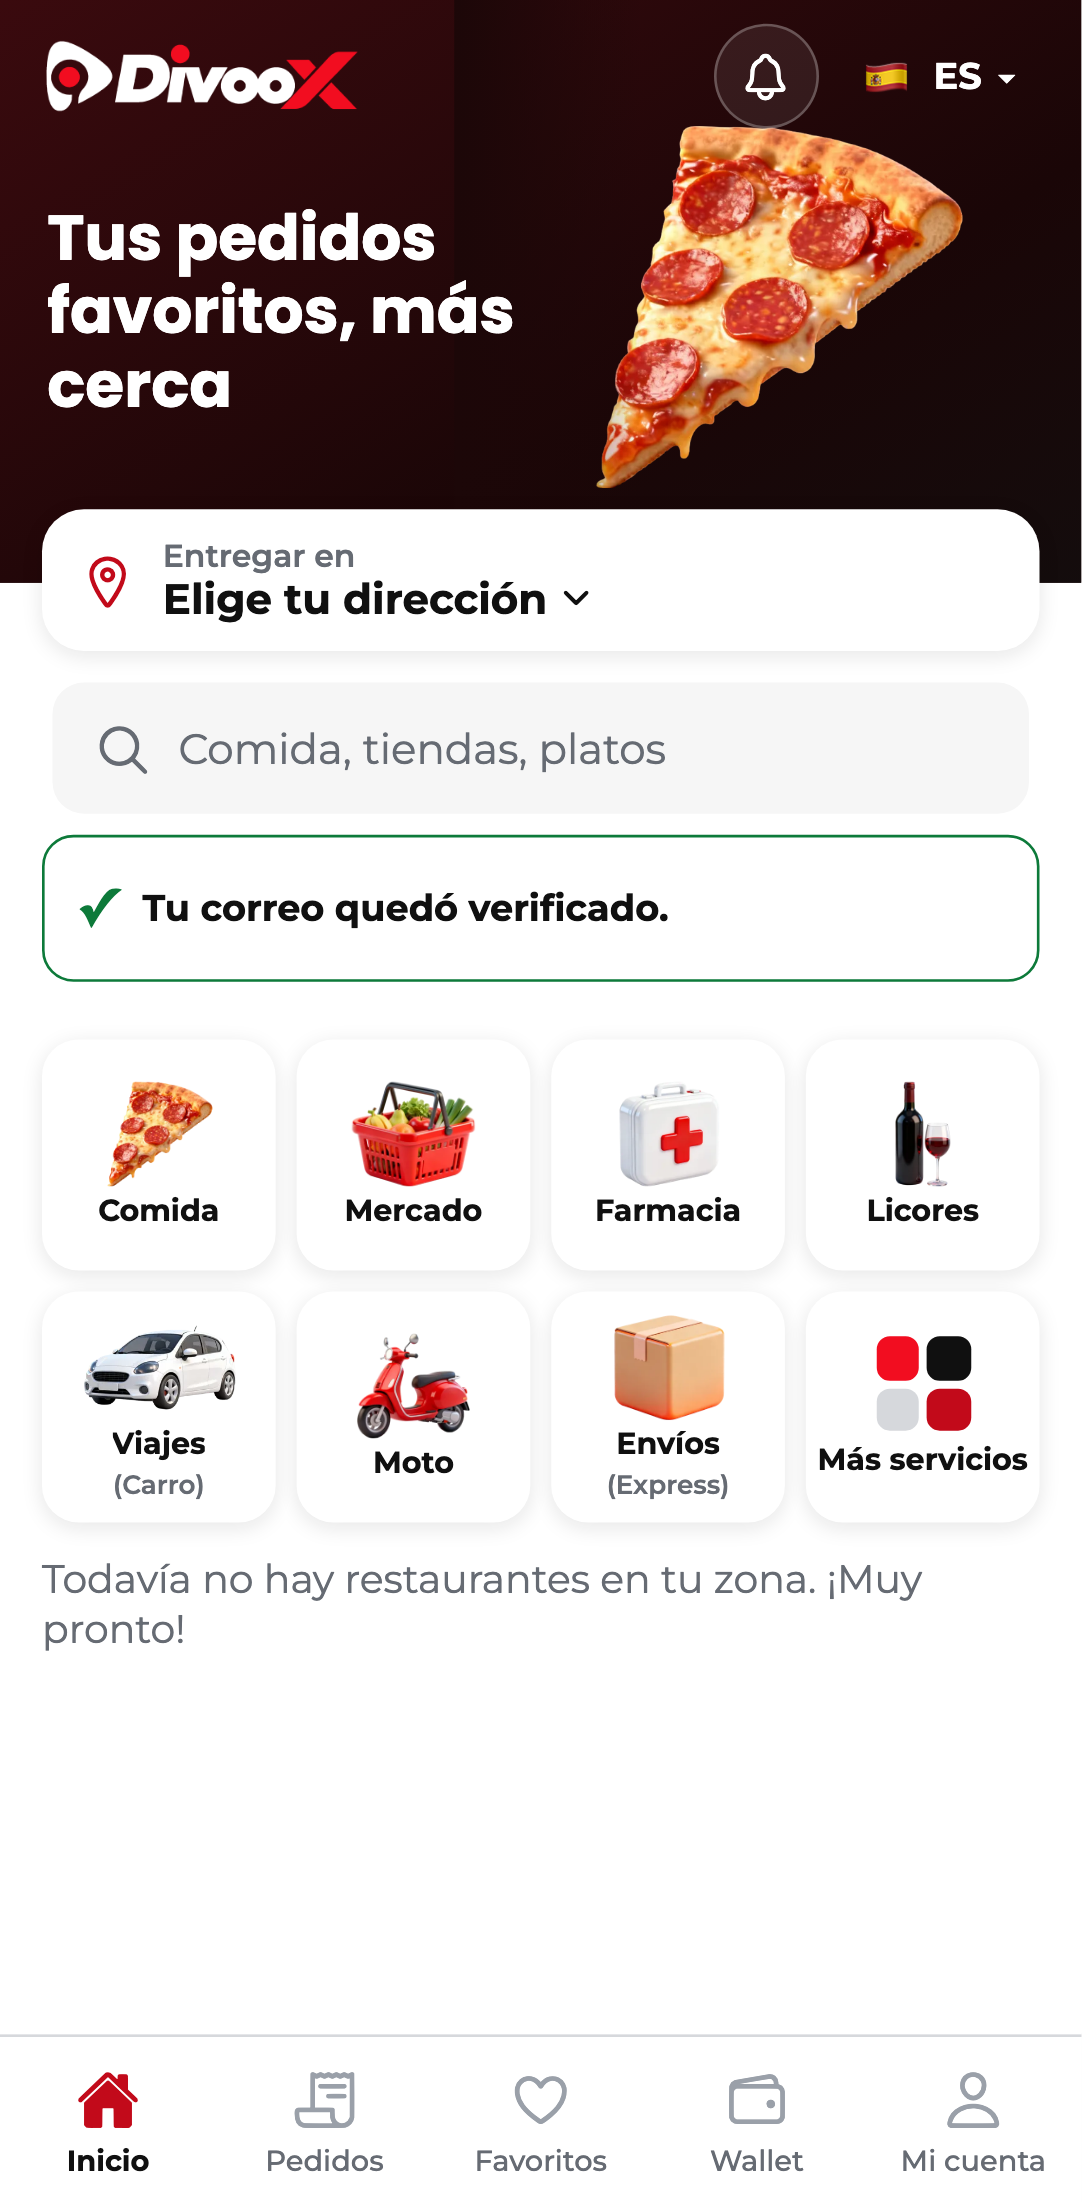 DivooX
🇪🇸 ES
Tus pedidos
favoritos, más
cerca
Entregar en
Elige tu dirección
Comida, tiendas, platos
Tu correo quedó verificado.
Comida
Mercado
Farmacia
Licores
Viajes
(Carro)
Moto
Envíos
(Express)
Más servicios
Todavía no hay restaurantes en tu zona. ¡Muy
pronto!
Inicio
Pedidos
Favoritos
Wallet
Mi cuenta